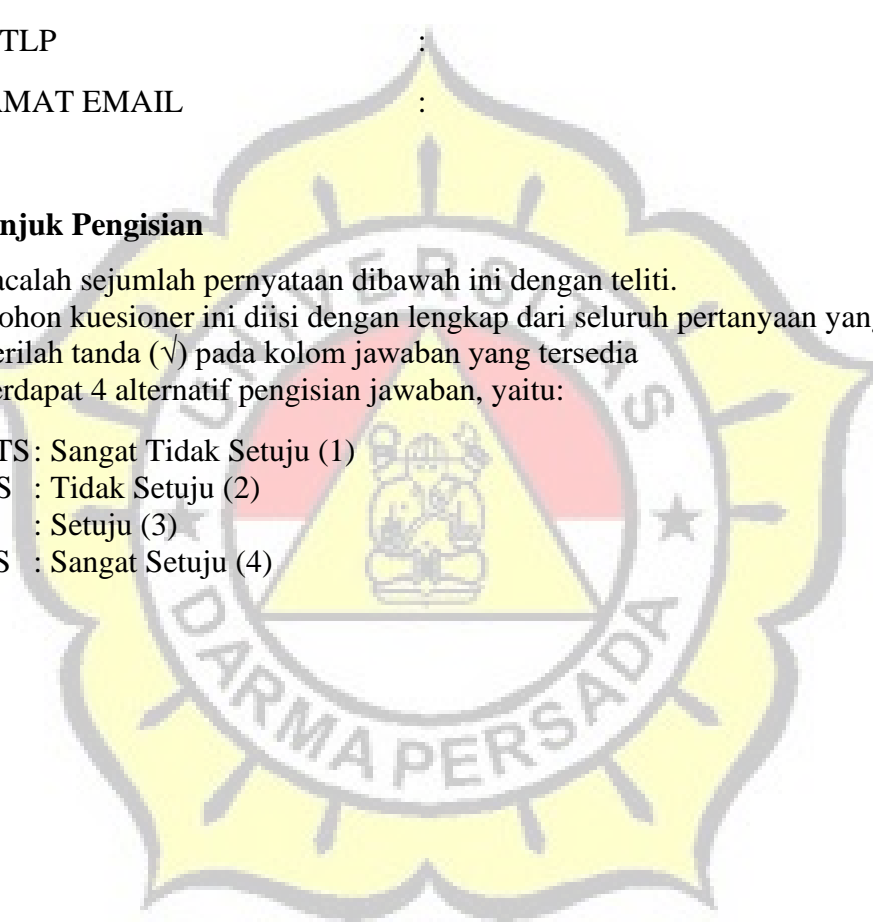 TLP :
AMAT EMAIL :
njuk Pengisian
acalah sejumlah pernyataan dibawah ini dengan teliti.
ohon kuesioner ini diisi dengan lengkap dari seluruh pertanyaan yan
erilah tanda (√) pada kolom jawaban yang tersedia
erdapat 4 alternatif pengisian jawaban, yaitu:
TS : Sangat Tidak Setuju (1)
S : Tidak Setuju (2)
: Setuju (3)
S : Sangat Setuju (4)
UNIVERSITAS
DARMA PERSADA